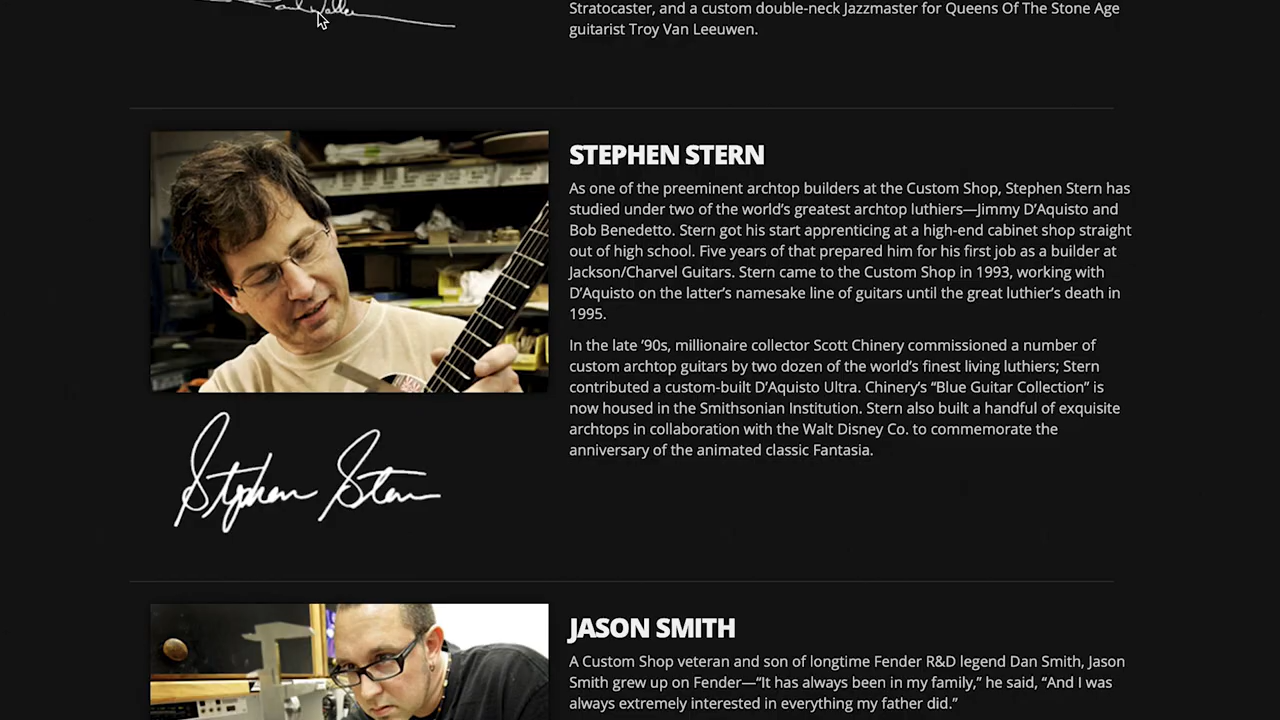 Stratocaster, and a custom double-neck Jazzmaster for Queens Of The Stone Age
guitarist Troy Van Leeuwen.
STEPHEN STERN
As one of the preeminent archtop builders at the Custom Shop, Stephen Stern has
studied under two of the world’s greatest archtop luthiers—Jimmy D’Aquisto and
Bob Benedetto. Stern got his start apprenticing at a high-end cabinet shop straight
out of high school. Five years of that prepared him for his first job as a builder at
Jackson/Charvel Guitars. Stern came to the Custom Shop in 1993, working with
D’Aquisto on the latter’s namesake line of guitars until the great luthier’s death in
1995.
In the late ’90s, millionaire collector Scott Chinery commissioned a number of
custom archtop guitars by two dozen of the world’s finest living luthiers; Stern
contributed a custom-built D’Aquisto Ultra. Chinery’s “Blue Guitar Collection” is
now housed in the Smithsonian Institution. Stern also built a handful of exquisite
archtops in collaboration with the Walt Disney Co. to commemorate the
anniversary of the animated classic Fantasia.
Stephen Stern
JASON SMITH
A Custom Shop veteran and son of longtime Fender R&D legend Dan Smith, Jason
Smith grew up on Fender—“It has always been in my family,” he said, “And I was
always extremely interested in everything my father did.”